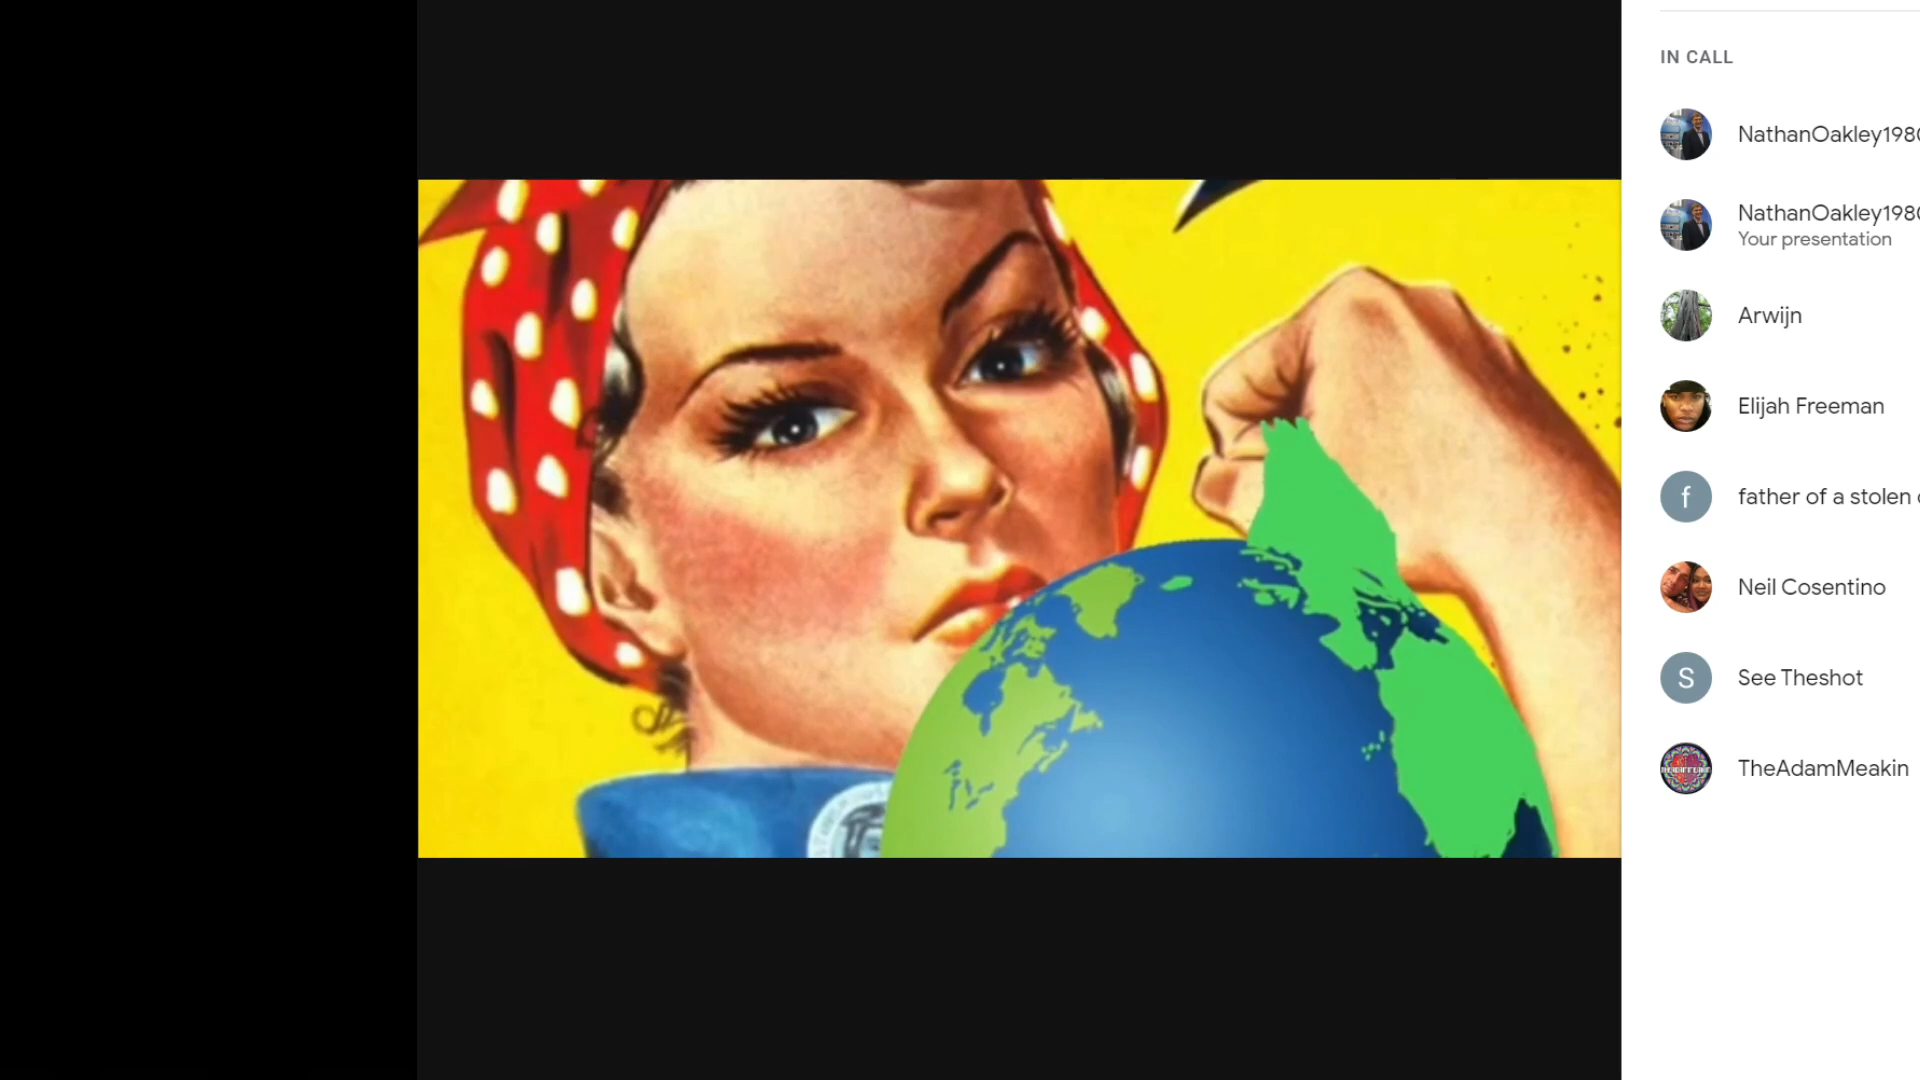 IN CALL
NathanOakley198
NathanOakley198
Your presentation
Arwijn
Elijah Freeman
f
father of a stolen
Neil Cosentino
S
See Theshot
TheAdamMeakin